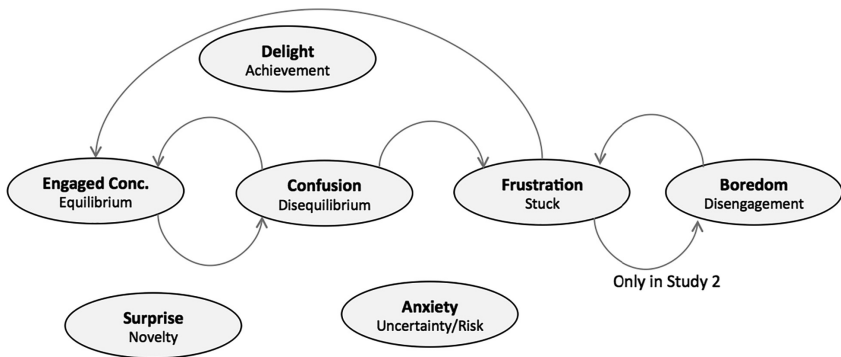 Delight
Achievement
Engaged Conc.
Equilibrium
Confusion
Disequilibrium
Frustration
Stuck
Boredom
Disengagement
Only in Study 2
Surprise
Novelty
Anxiety
Uncertainty/Risk